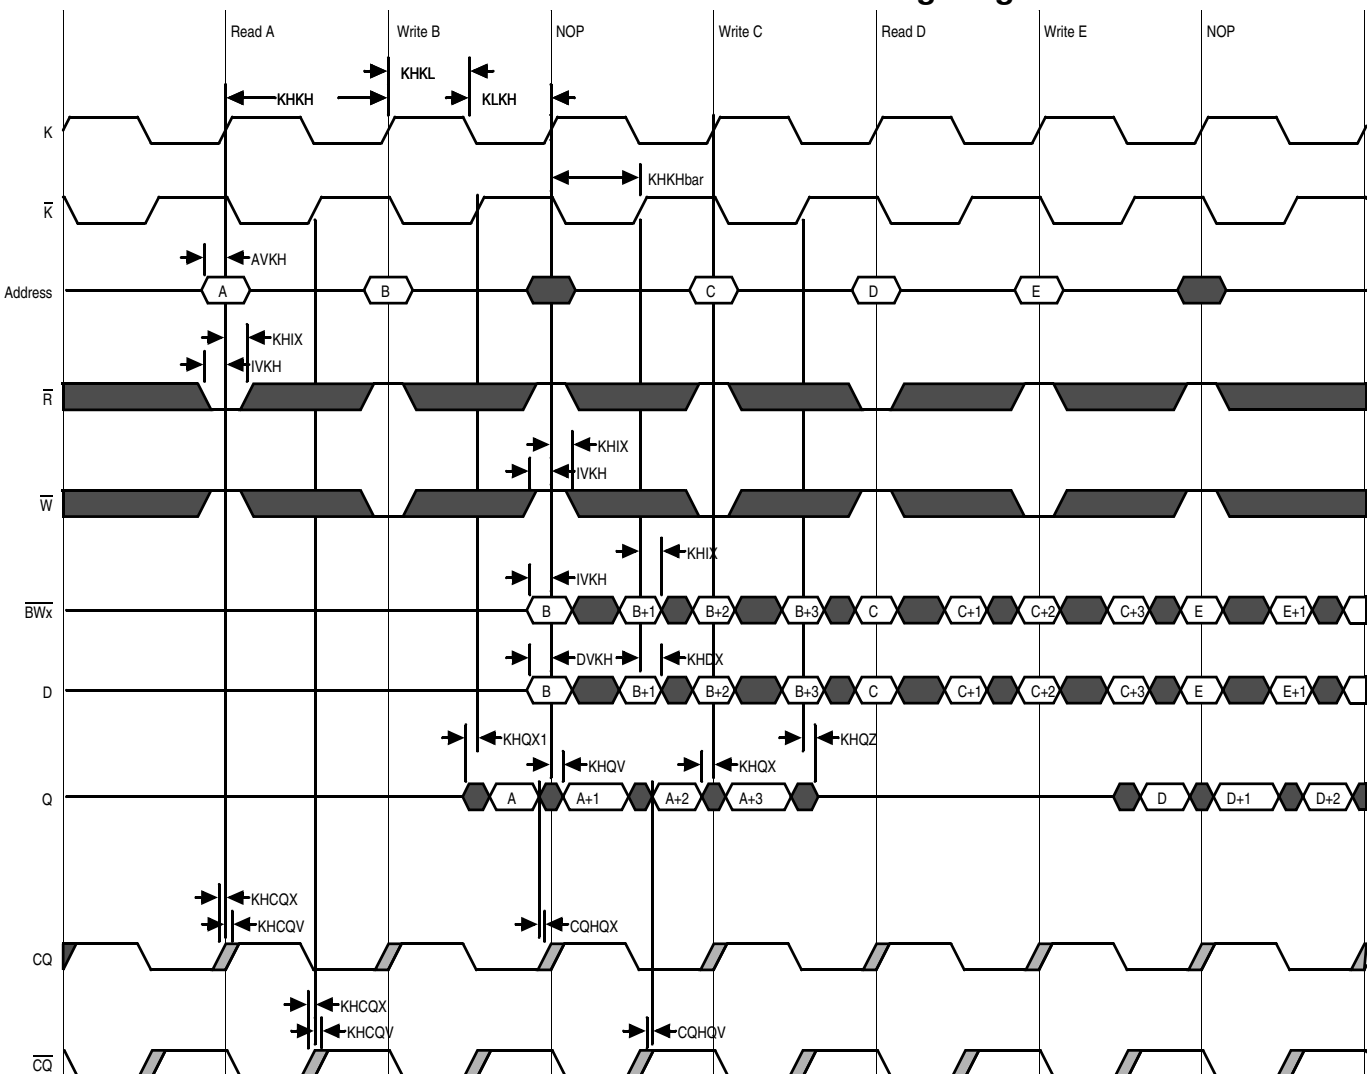 Read A Write B NOP Write C Read D Write E NOP
KHKL
KHKH KLKH
K
KHKHbar
K
AVKH
Address A B C D E
KHIX
IVKH
R
KHIX
IVKH
W
KHIX
IVKH
BWx B B+1 B+2 B+3 C C+1 C+2 C+3 E E+1
DVKH KHDX
D B B+1 B+2 B+3 C C+1 C+2 C+3 E E+1
KHQX1 KHQZ
KHQV KHQX
Q A A+1 A+2 A+3 D D+1 D+2
KHCQX
KHCQV CQHQX
CQ
KHCQX
KHCQV CQHQV
CQ